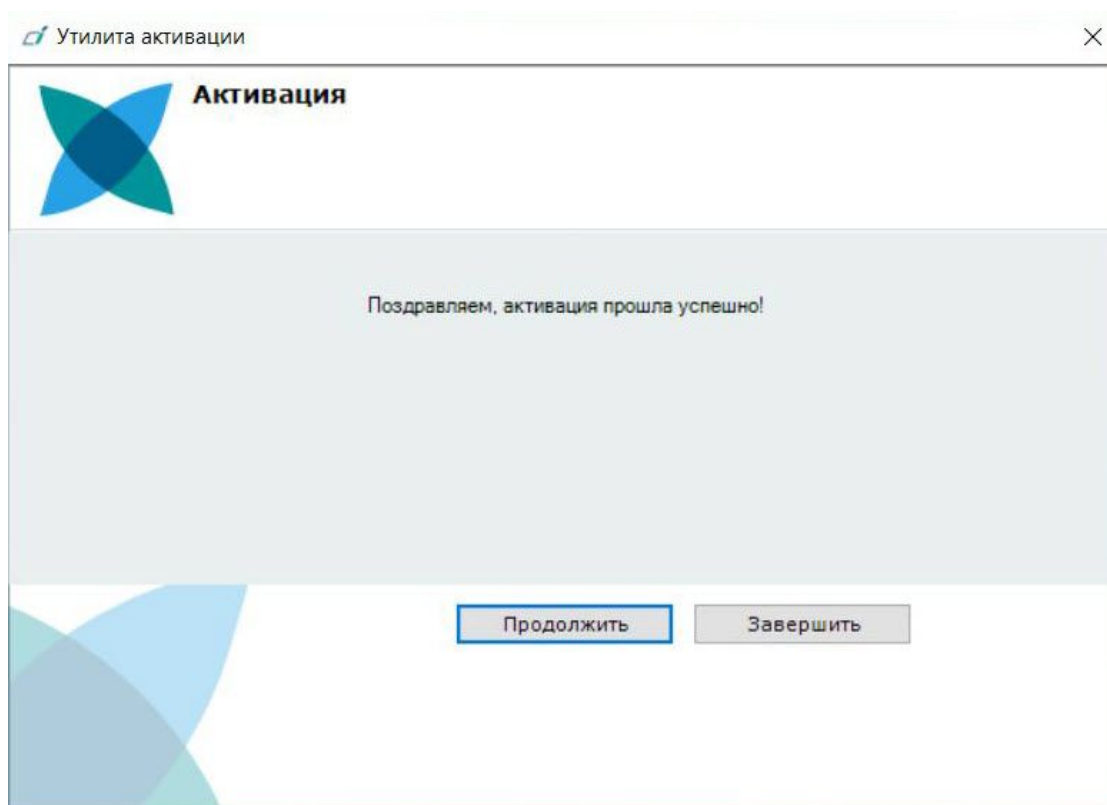 Утилита активации
Активация
Поздравляем, активация прошла успешно!
Продолжить
Завершить